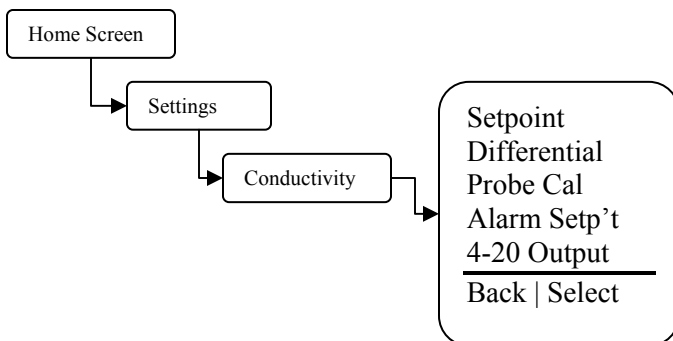 Home Screen
Settings
Conductivity
Setpoint
Differential
Probe Cal
Alarm Setp’t
4-20 Output
Back | Select